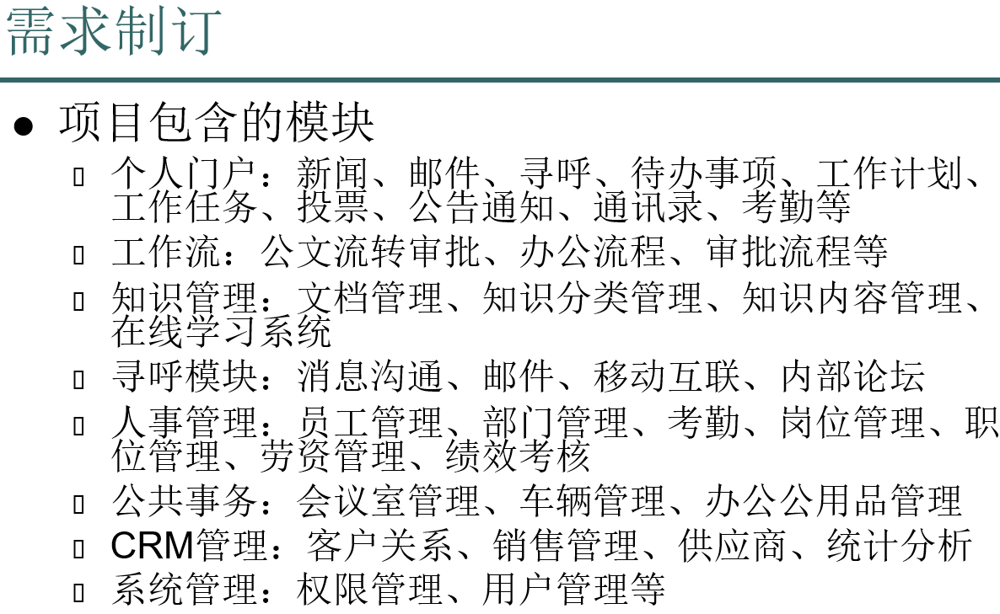 需求制订
● 项目包含的模块
▯ 个人门户：新闻、邮件、寻呼、待办事项、工作计划、
工作任务、投票、公告通知、通讯录、考勤等
▯ 工作流：公文流转审批、办公流程、审批流程等
▯ 知识管理：文档管理、知识分类管理、知识内容管理、
在线学习系统
▯ 寻呼模块：消息沟通、邮件、移动互联、内部论坛
▯ 人事管理：员工管理、部门管理、考勤、岗位管理、职
位管理、劳资管理、绩效考核
▯ 公共事务：会议室管理、车辆管理、办公公用品管理
▯ CRM管理：客户关系、销售管理、供应商、统计分析
▯ 系统管理：权限管理、用户管理等